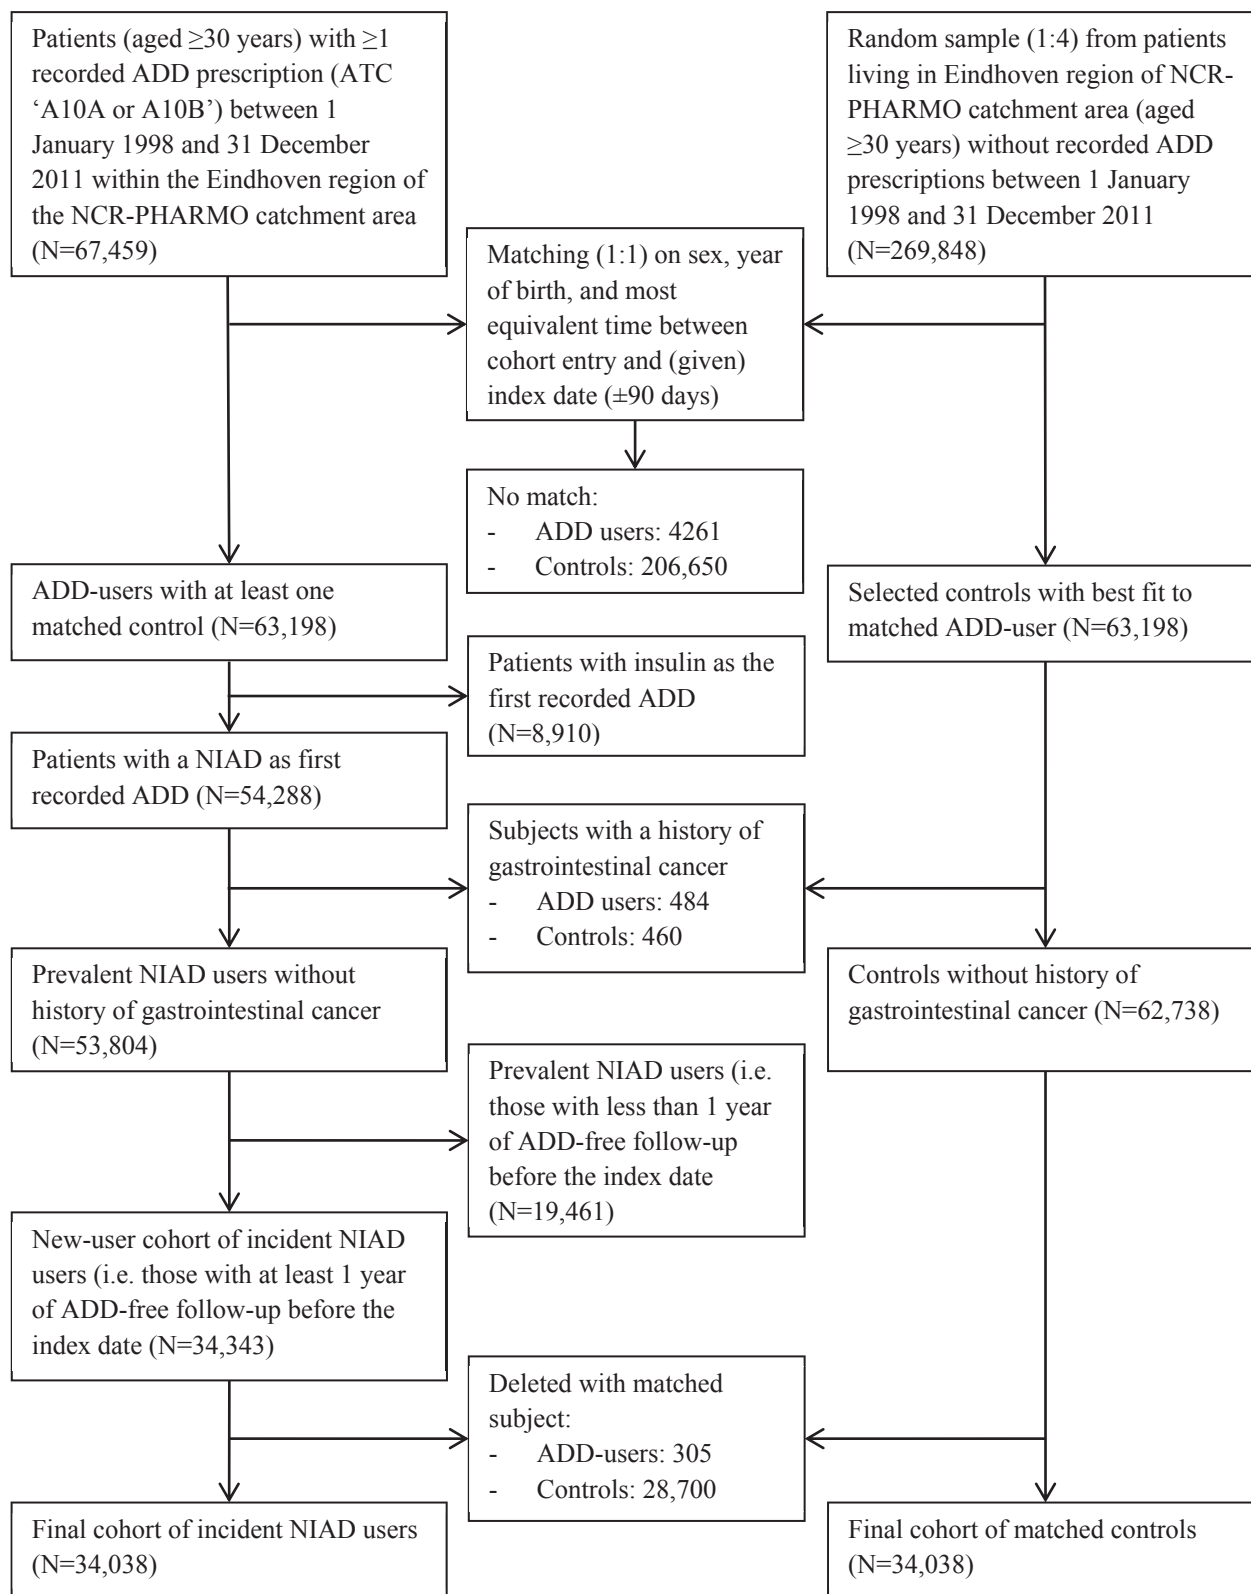 Patients (aged ≥30 years) with ≥1
recorded ADD prescription (ATC
‘A10A or A10B’) between 1
January 1998 and 31 December
2011 within the Eindhoven region of
the NCR-PHARMO catchment area
(N=67,459)
Random sample (1:4) from patients
living in Eindhoven region of NCR-
PHARMO catchment area (aged
≥30 years) without recorded ADD
prescriptions between 1 January
1998 and 31 December 2011
(N=269,848)
Matching (1:1) on sex, year
of birth, and most
equivalent time between
cohort entry and (given)
index date (±90 days)
No match:
- ADD users: 4261
- Controls: 206,650
ADD-users with at least one
matched control (N=63,198)
Selected controls with best fit to
matched ADD-user (N=63,198)
Patients with insulin as the
first recorded ADD
(N=8,910)
Patients with a NIAD as first
recorded ADD (N=54,288)
Subjects with a history of
gastrointestinal cancer
- ADD users: 484
- Controls: 460
Prevalent NIAD users without
history of gastrointestinal cancer
(N=53,804)
Controls without history of
gastrointestinal cancer (N=62,738)
Prevalent NIAD users (i.e.
those with less than 1 year
of ADD-free follow-up
before the index date
(N=19,461)
New-user cohort of incident NIAD
users (i.e. those with at least 1 year
of ADD-free follow-up before the
index date (N=34,343)
Deleted with matched
subject:
- ADD-users: 305
- Controls: 28,700
Final cohort of incident NIAD users
(N=34,038)
Final cohort of matched controls
(N=34,038)